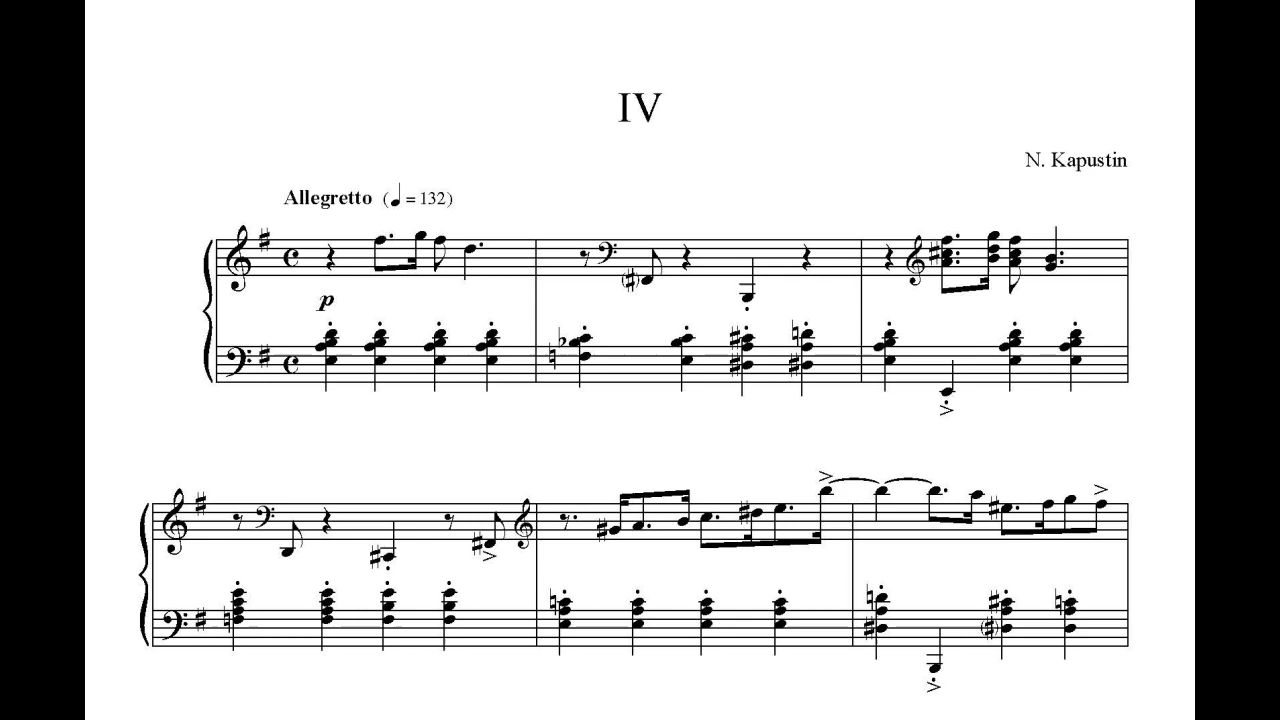 IV
N. Kapustin
Allegretto (♩ = 132)
p